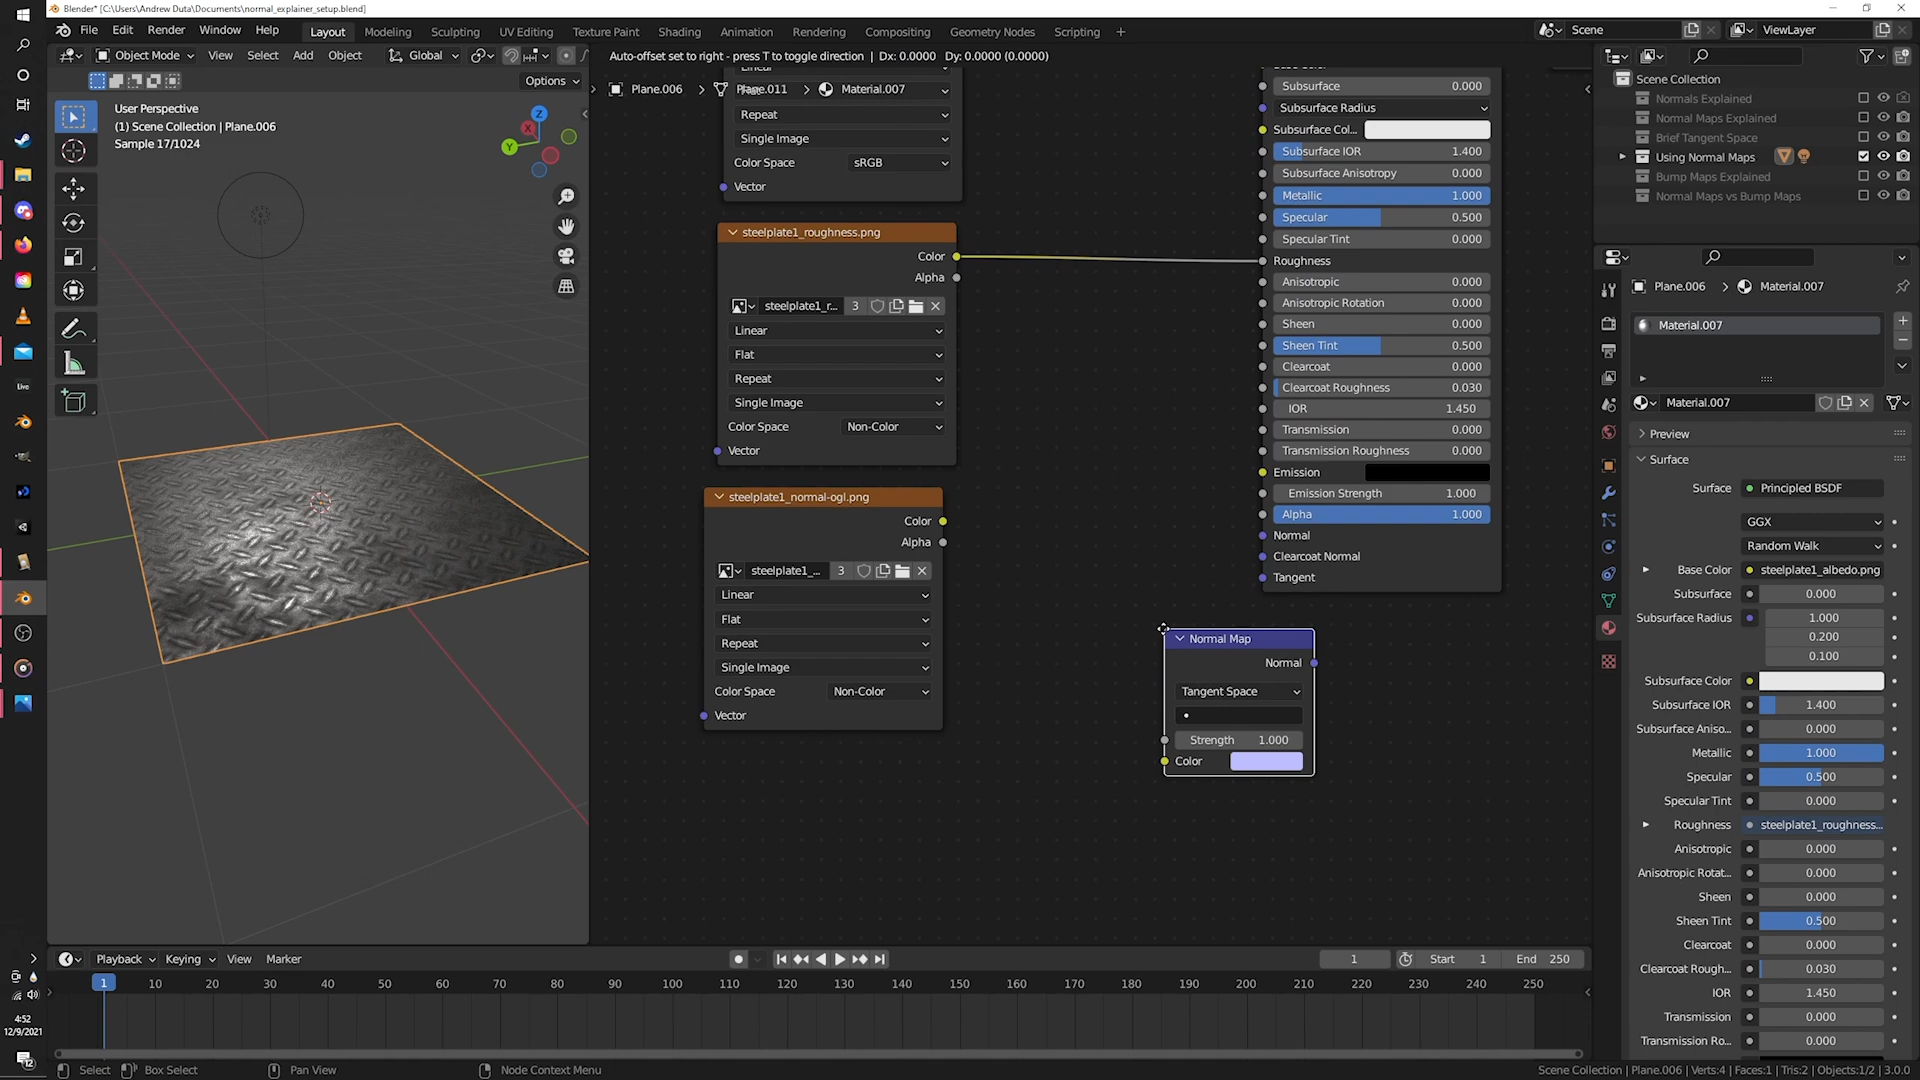 Blender* [C:\Users\Andrew Duta\Documents\normal_explainer_setup.blend]
File Edit Render Window Help
Layout Modeling Sculpting UV Editing Texture Paint Shading Animation Rendering Compositing Geometry Nodes Scripting +
Scene
ViewLayer
Object Mode View Select Add Object Global
Auto-offset set to right - press T to toggle direction | Dx: 0.0000 Dy: 0.0000 (0.0000)
Options
User Perspective
(1) Scene Collection | Plane.006
Sample 17/1024
Z
X
Y
Plane.006 > Plane.011 > Material.007
Linear
Repeat
Single Image
Color Space sRGB
Vector
steelplate1_roughness.png
Color
Alpha
steelplate1_r... 3
Linear
Flat
Repeat
Single Image
Color Space Non-Color
Vector
steelplate1_normal-ogl.png
Color
Alpha
steelplate1_... 3
Linear
Flat
Repeat
Single Image
Color Space Non-Color
Vector
Subsurface 0.000
Subsurface Radius
Subsurface Col...
Subsurface IOR 1.400
Subsurface Anisotropy 0.000
Metallic 1.000
Specular 0.500
Specular Tint 0.000
Roughness
Anisotropic 0.000
Anisotropic Rotation 0.000
Sheen 0.000
Sheen Tint 0.500
Clearcoat 0.000
Clearcoat Roughness 0.030
IOR 1.450
Transmission 0.000
Transmission Roughness 0.000
Emission
Emission Strength 1.000
Alpha 1.000
Normal
Clearcoat Normal
Tangent
Normal Map
Normal
Tangent Space
Strength 1.000
Color
Scene Collection
Normals Explained
Normal Maps Explained
Brief Tangent Space
Using Normal Maps
Bump Maps Explained
Normal Maps vs Bump Maps
Plane.006 > Material.007
Material.007
Material.007
Preview
Surface
Surface Principled BSDF
GGX
Random Walk
Base Color steelplate1_albedo.png
Subsurface 0.000
Subsurface Radius 1.000
0.200
0.100
Subsurface Color
Subsurface IOR 1.400
Subsurface Aniso... 0.000
Metallic 1.000
Specular 0.500
Specular Tint 0.000
Roughness steelplate1_roughness...
Anisotropic 0.000
Anisotropic Rotat... 0.000
Sheen 0.000
Sheen Tint 0.500
Clearcoat 0.000
Clearcoat Rough... 0.030
IOR 1.450
Transmission 0.000
Transmission Ro... 0.000
Live
4:52
12/9/2021
12
Playback Keying View Marker
1 Start 1 End 250
1 10 20 30 40 50 60 70 80 90 100 110 120 130 140 150 160 170 180 190 200 210 220 230 240 250
Select Box Select Pan View Node Context Menu
Scene Collection | Plane.006 | Verts:4 | Faces:1 | Tris:2 | Objects:1/2 | 3.0.0